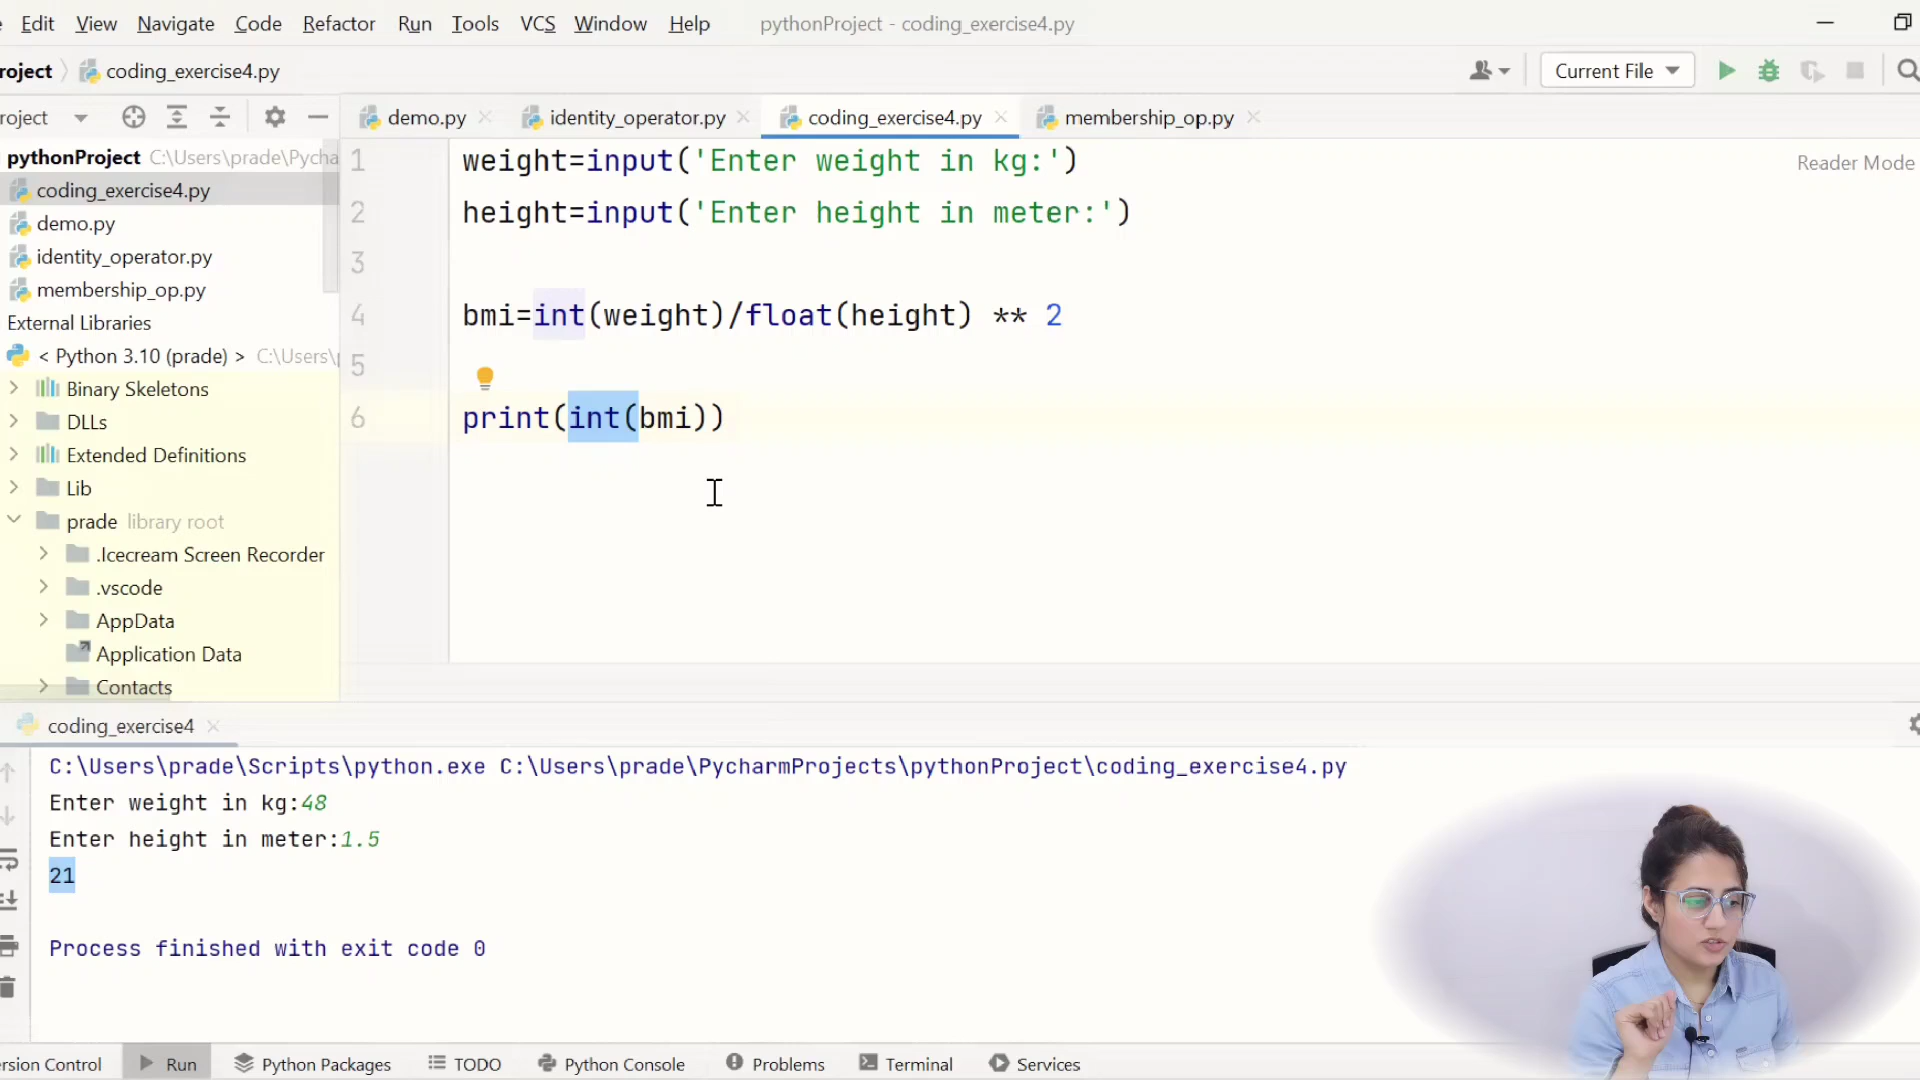 Edit View Navigate Code Refactor Run Tools VCS Window Help pythonProject - coding_exercise4.py
roject coding_exercise4.py Current File
roject demo.py identity_operator.py coding_exercise4.py membership_op.py
pythonProject C:\Users\prade\Pycha
coding_exercise4.py
demo.py
identity_operator.py
membership_op.py
External Libraries
< Python 3.10 (prade) > C:\Users\
Binary Skeletons
DLLs
Extended Definitions
Lib
prade library root
.Icecream Screen Recorder
.vscode
AppData
Application Data
Contacts
1 weight=input('Enter weight in kg:')
Reader Mode
2 height=input('Enter height in meter:')
3
4 bmi=int(weight)/float(height) ** 2
5
6 print(int(bmi))
coding_exercise4
C:\Users\prade\Scripts\python.exe C:\Users\prade\PycharmProjects\pythonProject\coding_exercise4.py
Enter weight in kg:48
Enter height in meter:1.5
21
Process finished with exit code 0
ersion Control Run Python Packages TODO Python Console Problems Terminal Services